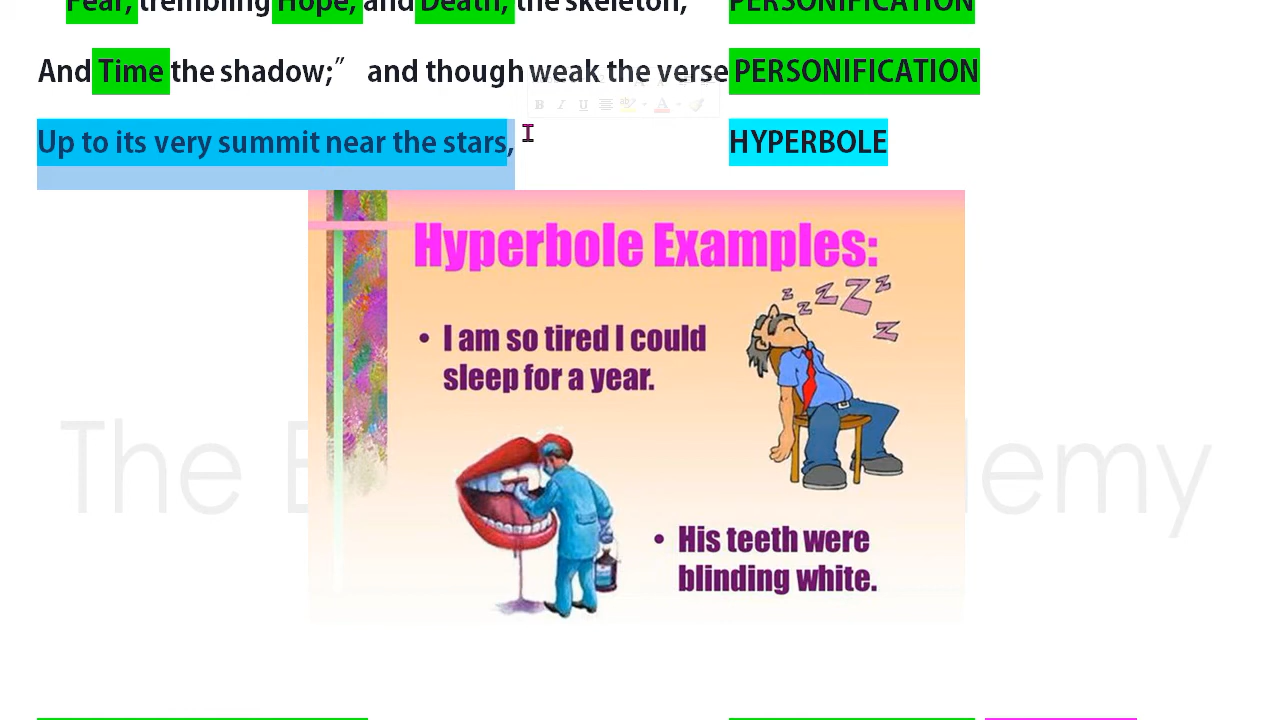 Fear, trembling Hope, and Death, the skeleton, PERSONIFICATION
And Time the shadow;” and though weak the verse PERSONIFICATION
Up to its very summit near the stars, HYPERBOLE
Hyperbole Examples:
z z Z Z z Z
• I am so tired I could
sleep for a year.
• His teeth were
blinding white.
The